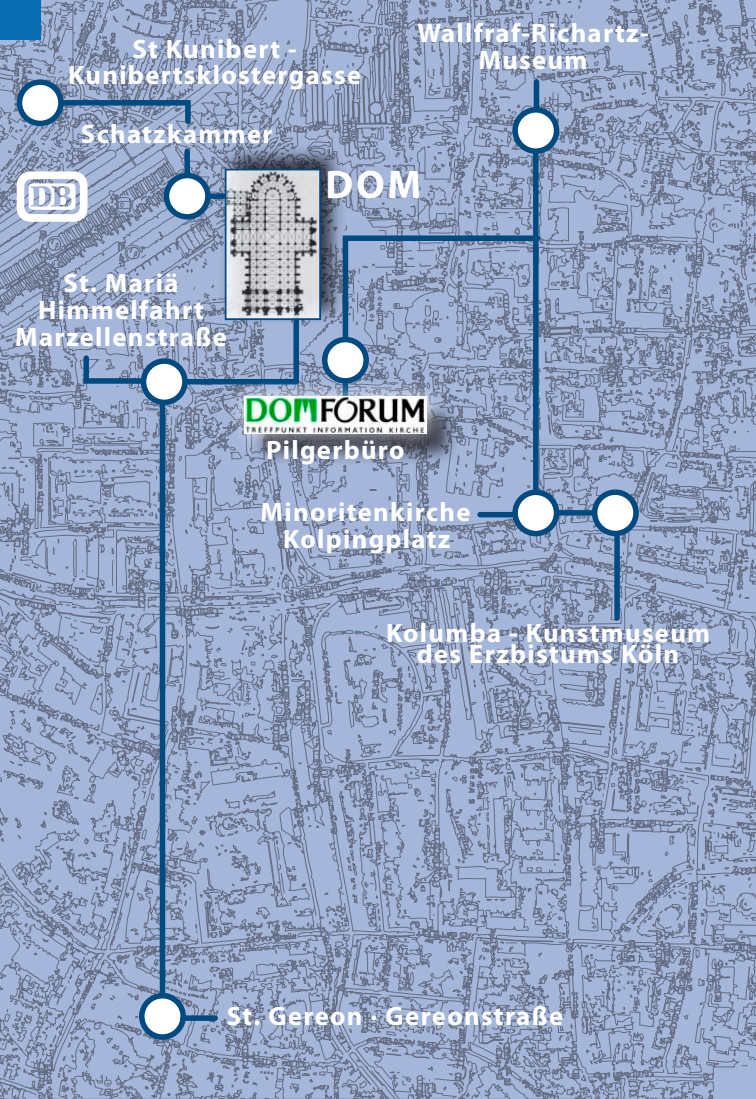 St Kunibert -
Kunibertsklostergasse
Wallfraf-Richartz-
Museum
Schatzkammer
DB
DOM
St. Mariä
Himmelfahrt
Marzellenstraße
DOMFORUM
TREFFPUNKT INFORMATION KIRCHE
Pilgerbüro
Minoritenkirche
Kolpingplatz
Kolumba - Kunstmuseum
des Erzbistums Köln
St. Gereon · Gereonstraße